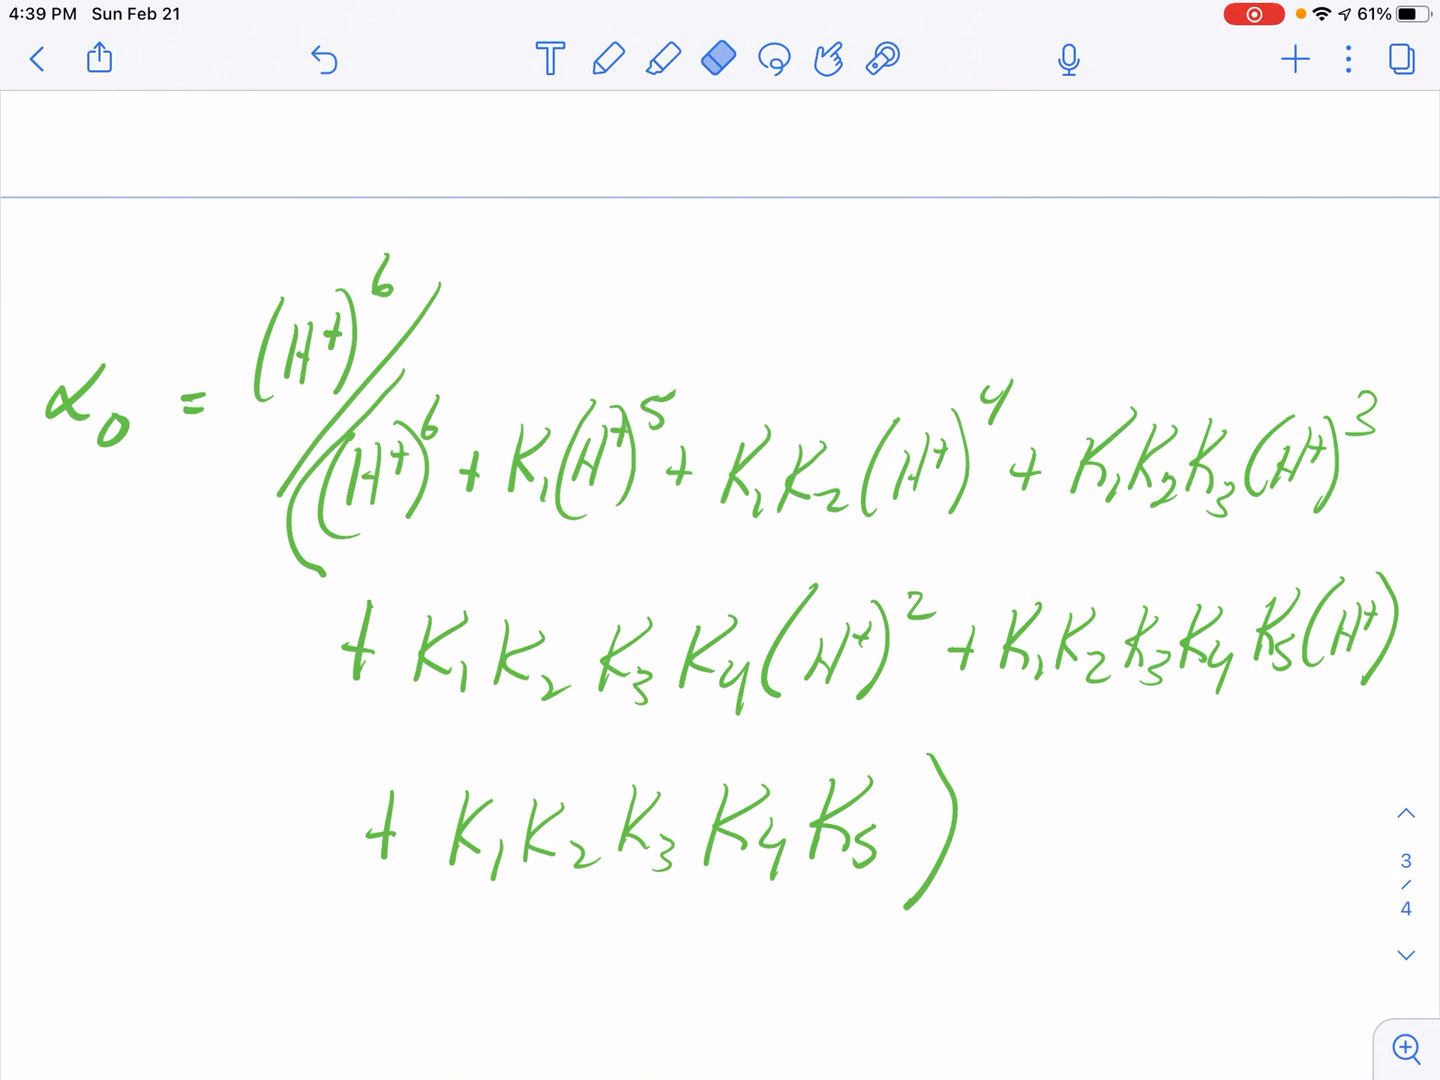 4:39 PM Sun Feb 21 61%
α₀ = (H⁺)⁶ /
((H⁺)⁶ + K₁(H⁺)⁵ + K₁K₂(H⁺)⁴ + K₁K₂K₃(H⁺)³
+ K₁K₂K₃K₄(H⁺)² + K₁K₂K₃K₄K₅(H⁺)
+ K₁K₂K₃K₄K₅)
3
/
4